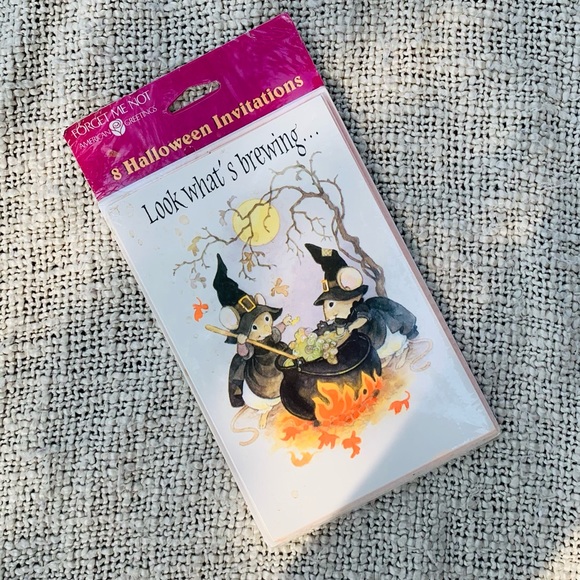 FORGET ME NOT
AMERICAN GREETINGS
8 Halloween Invitations
Look what's brewing...